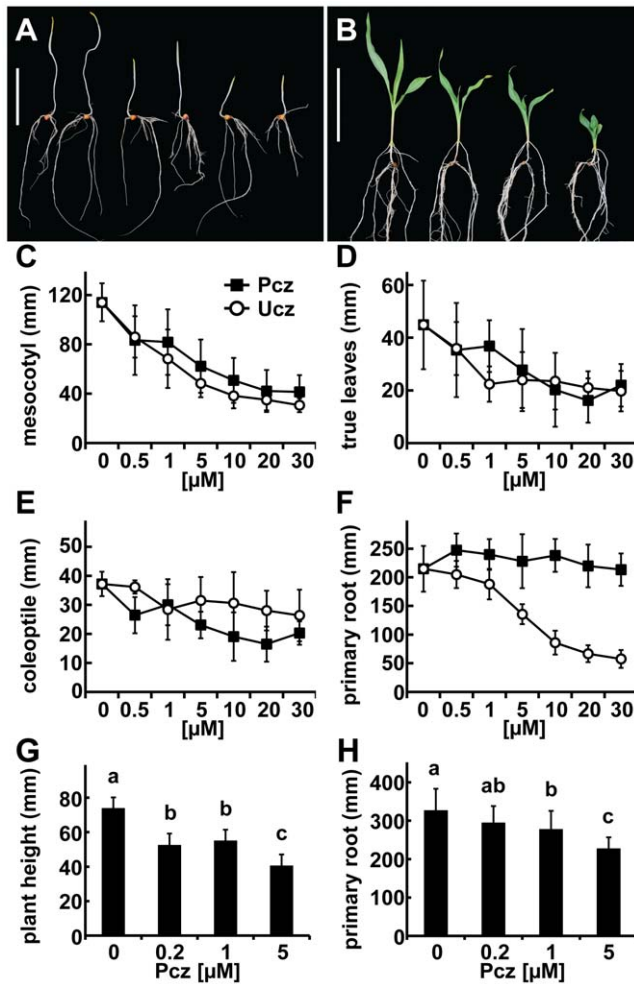 A
B
C
120
80
40
0
mesocotyl (mm)
Pcz
Ucz
0 0.5 1 5 10 20 30
[µM]
D
60
40
20
0
true leaves (mm)
0 0.5 1 5 10 20 30
[µM]
E
50
40
30
20
10
0
coleoptile (mm)
0 0.5 1 5 10 20 30
[µM]
F
250
200
150
100
50
0
primary root (mm)
0 0.5 1 5 10 20 30
[µM]
G
80
60
40
20
0
plant height (mm)
a
b
b
c
0 0.2 1 5
Pcz [µM]
H
400
300
200
100
0
primary root (mm)
a
ab
b
c
0 0.2 1 5
Pcz [µM]